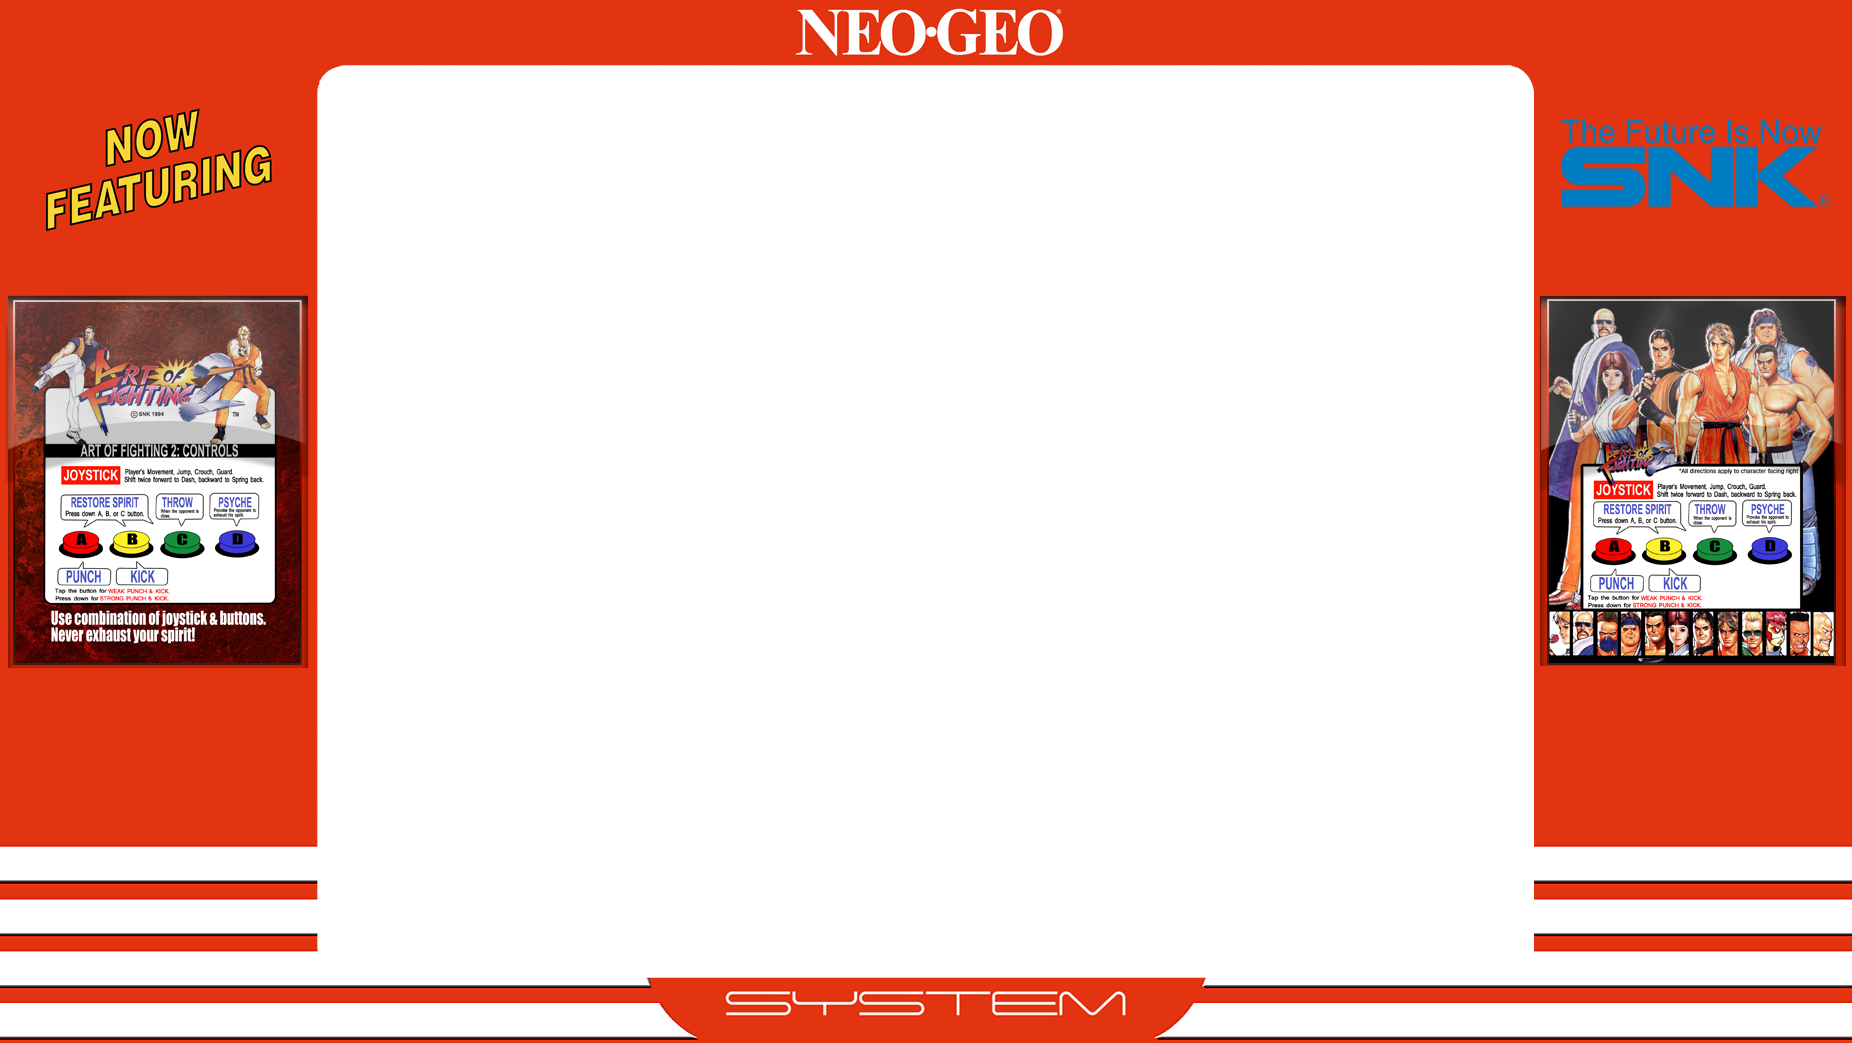 NEO•GEO®
NOW
FEATURING
ART OF
FIGHTING 2
© SNK 1994
TM
ART OF FIGHTING 2: CONTROLS
JOYSTICK
Player's Movement, Jump, Crouch, Guard.
Shift twice forward to Dash, backward to Spring back.
RESTORE SPIRIT
Press down A, B, or C button.
THROW
When the opponent is
close.
PSYCHE
Provoke the opponent to
exhaust his spirit.
A B C D
PUNCH
KICK
Tap the button for WEAK PUNCH & KICK.
Press down for STRONG PUNCH & KICK.
Use combination of joystick & buttons.
Never exhaust your spirit!
The Future Is Now
SNK®
ART OF
FIGHTING
*All directions apply to character facing right
JOYSTICK
Player's Movement, Jump, Crouch, Guard.
Shift twice forward to Dash, backward to Spring back.
RESTORE SPIRIT
Press down A, B, or C button.
THROW
When the opponent is
close.
PSYCHE
Provoke the opponent to
exhaust his spirit.
A B C D
PUNCH
KICK
Tap the button for WEAK PUNCH & KICK.
Press down for STRONG PUNCH & KICK.
SYSTEM